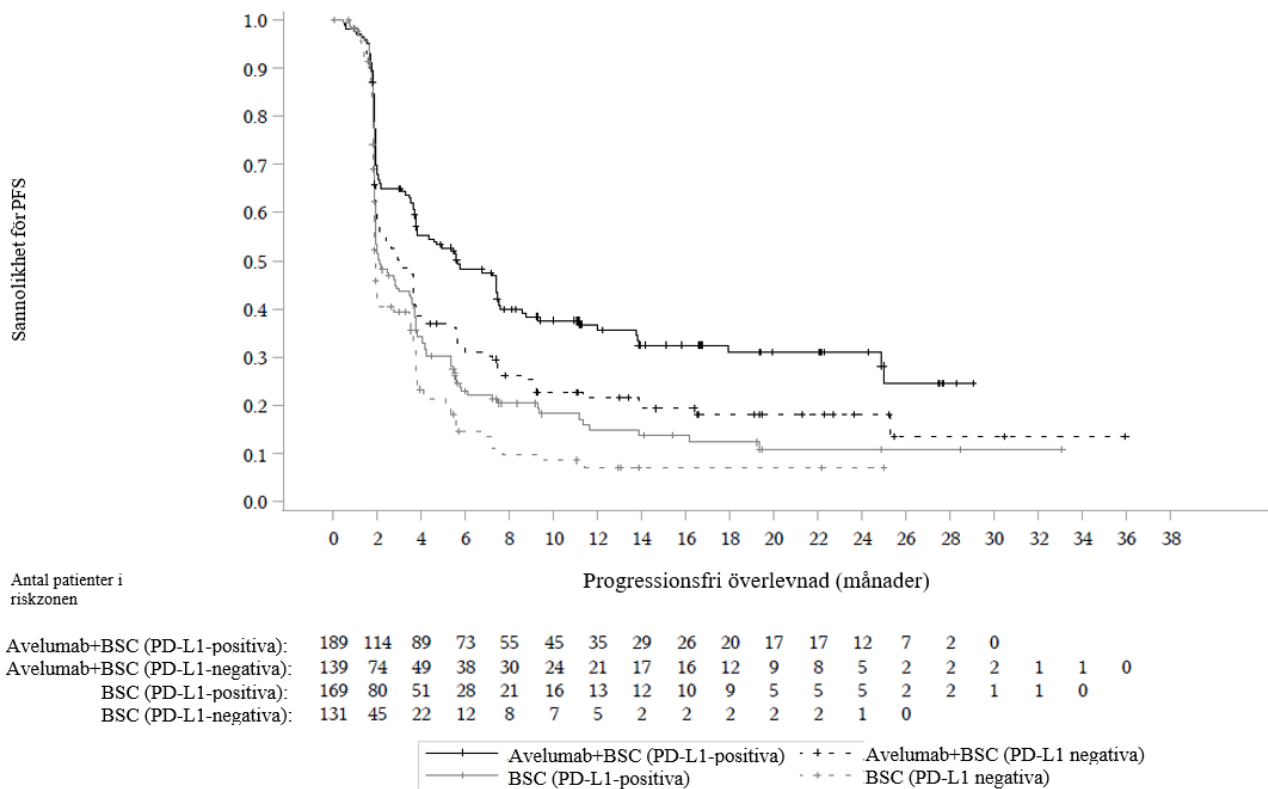 Sannolikhet för PFS
1.0
0.9
0.8
0.7
0.6
0.5
0.4
0.3
0.2
0.1
0.0
0 2 4 6 8 10 12 14 16 18 20 22 24 26 28 30 32 34 36 38
Progressionsfri överlevnad (månader)
Antal patienter i
riskzonen
Avelumab+BSC (PD-L1-positiva): 189 114 89 73 55 45 35 29 26 20 17 17 12 7 2 0
Avelumab+BSC (PD-L1-negativa): 139 74 49 38 30 24 21 17 16 12 9 8 5 2 2 2 1 1 0
BSC (PD-L1-positiva): 169 80 51 28 21 16 13 12 10 9 5 5 5 2 2 1 1 0
BSC (PD-L1-negativa): 131 45 22 12 8 7 5 2 2 2 2 2 1 0
Avelumab+BSC (PD-L1-positiva) Avelumab+BSC (PD-L1 negativa)
BSC (PD-L1-positiva) BSC (PD-L1 negativa)